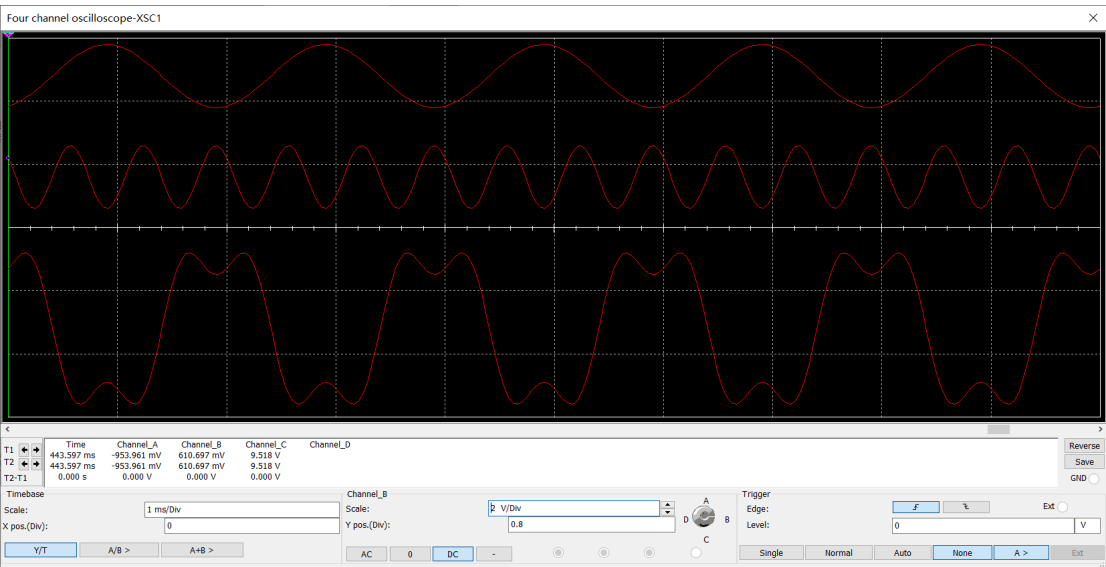 Four channel oscilloscope-XSC1
Time Channel_A Channel_B Channel_C Channel_D
T1 443.597 ms -953.961 mV 610.697 mV 9.518 V
T2 443.597 ms -953.961 mV 610.697 mV 9.518 V
T2-T1 0.000 s 0.000 V 0.000 V 0.000 V
Reverse
Save
GND
Timebase
Scale: 1 ms/Div
X pos.(Div): 0
Y/T A/B > A+B >
Channel_B
Scale: 2 V/Div
Y pos.(Div): 0.8
AC 0 DC -
A
D B
C
Trigger
Edge: Ext
Level: 0 V
Single Normal Auto None A > Ext